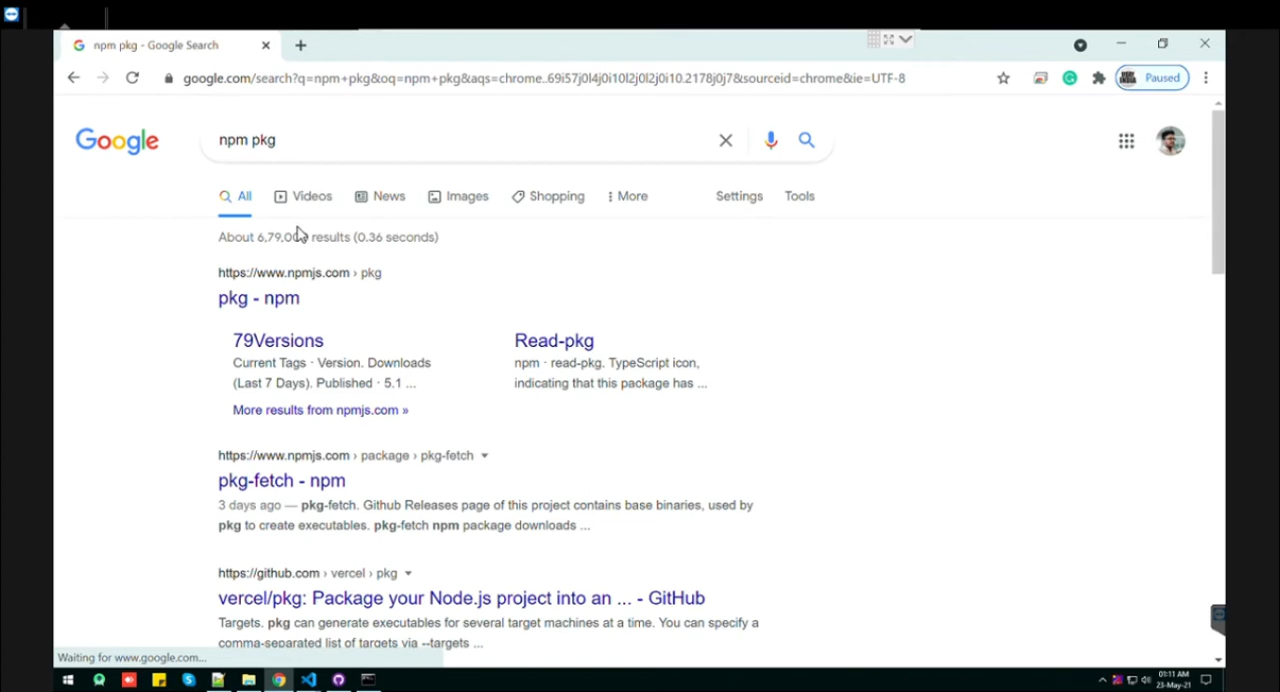 npm pkg - Google Search
google.com/search?q=npm+pkg&oq=npm+pkg&aqs=chrome..69i57j0l4j0i10l2j0l2j0i10.2178j0j7&sourceid=chrome&ie=UTF-8
Paused
Google
npm pkg
All Videos News Images Shopping More Settings Tools
results (0.36 seconds)
https://www.npmjs.com › pkg
pkg - npm
79Versions
Current Tags · Version. Downloads
(Last 7 Days). Published · 5.1 ...
Read-pkg
npm · read-pkg. TypeScript icon,
indicating that this package has ...
More results from npmjs.com »
https://www.npmjs.com › package › pkg-fetch
pkg-fetch - npm
3 days ago — pkg-fetch. Github Releases page of this project contains base binaries, used by
pkg to create executables. pkg-fetch npm package downloads ...
https://github.com › vercel › pkg
vercel/pkg: Package your Node.js project into an ... - GitHub
Targets. pkg can generate executables for several target machines at a time. You can specify a
comma-separated list of targets via --targets ...
Waiting for www.google.com...
01:11 AM
23-May-21